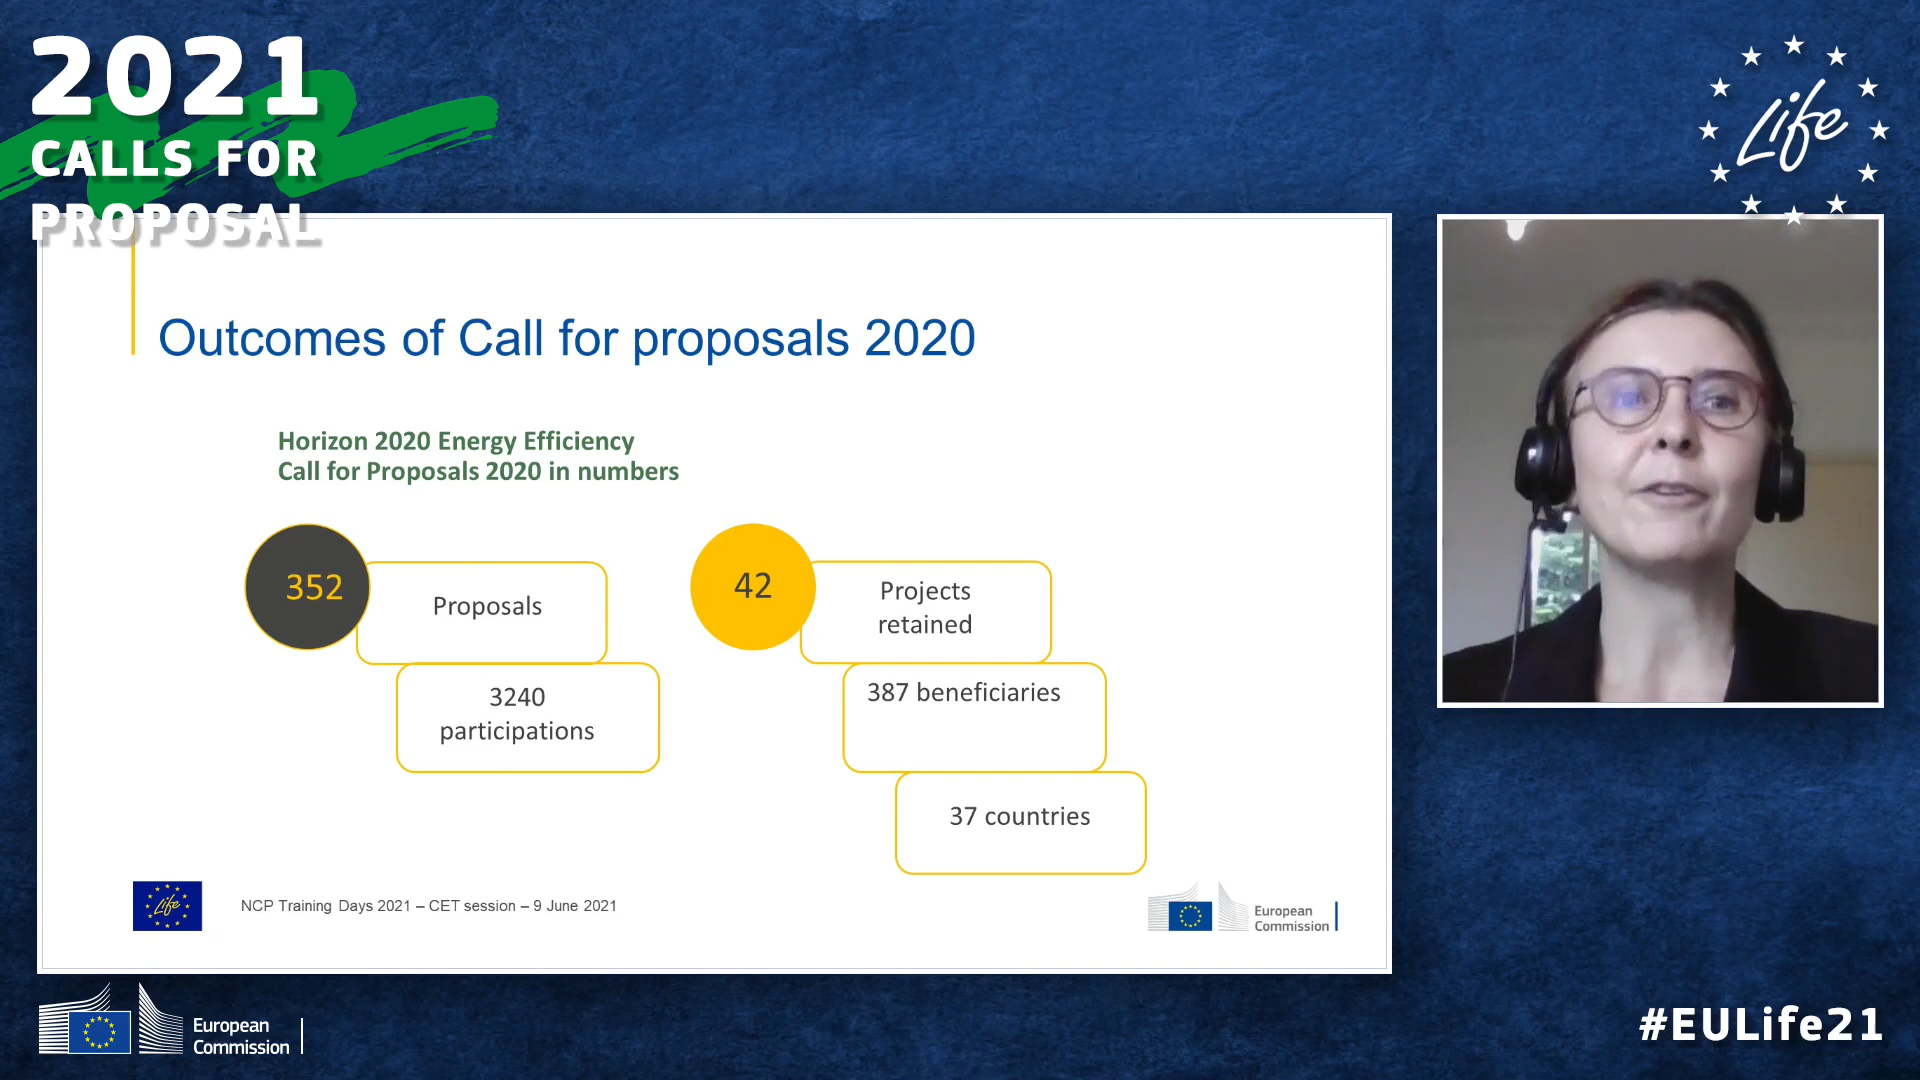 2021
CALLS FOR
PROPOSAL
Life
Outcomes of Call for proposals 2020
Horizon 2020 Energy Efficiency
Call for Proposals 2020 in numbers
352
Proposals
3240
participations
42
Projects
retained
387 beneficiaries
37 countries
Life
NCP Training Days 2021 – CET session – 9 June 2021
European
Commission
European
Commission
#EULife21